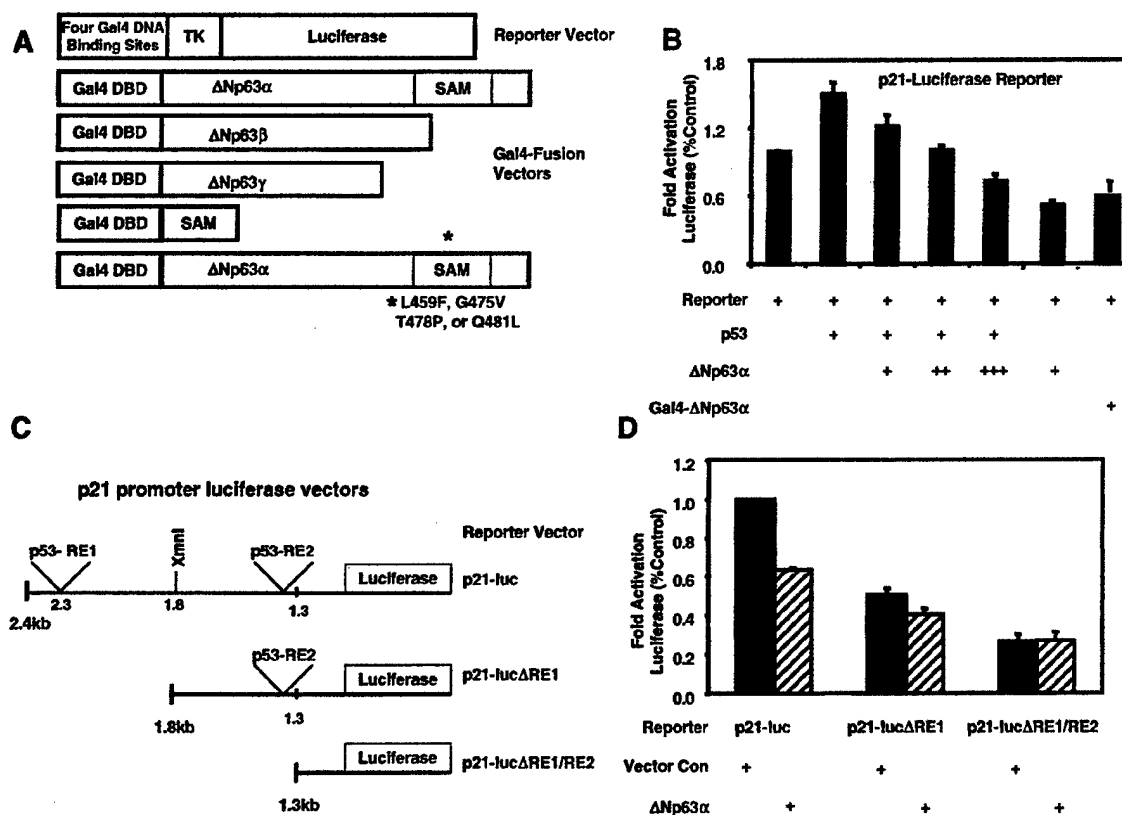 A
Four Gal4 DNA
Binding Sites
TK
Luciferase
Reporter Vector
Gal4 DBD
ΔNp63α
SAM
Gal4 DBD
ΔNp63β
Gal4-Fusion
Vectors
Gal4 DBD
ΔNp63γ
Gal4 DBD
SAM
*
Gal4 DBD
ΔNp63α
SAM
* L459F, G475V
T478P, or Q481L
B
p21-Luciferase Reporter
Fold Activation
Luciferase (%Control)
1.8
1.2
0.6
0.0
Reporter + + + + + + +
p53 + + + +
ΔNp63α + ++ +++ +
Gal4-ΔNp63α +
C
p21 promoter luciferase vectors
Reporter Vector
p53- RE1
XmnI
p53-RE2
Luciferase
p21-luc
2.3
1.8
1.3
2.4kb
p53-RE2
Luciferase
p21-lucΔRE1
1.3
1.8kb
Luciferase
p21-lucΔRE1/RE2
1.3kb
D
Fold Activation
Luciferase (%Control)
1.2
1.0
0.8
0.6
0.4
0.2
0.0
Reporter p21-luc p21-lucΔRE1 p21-lucΔRE1/RE2
Vector Con + + +
ΔNp63α + + +